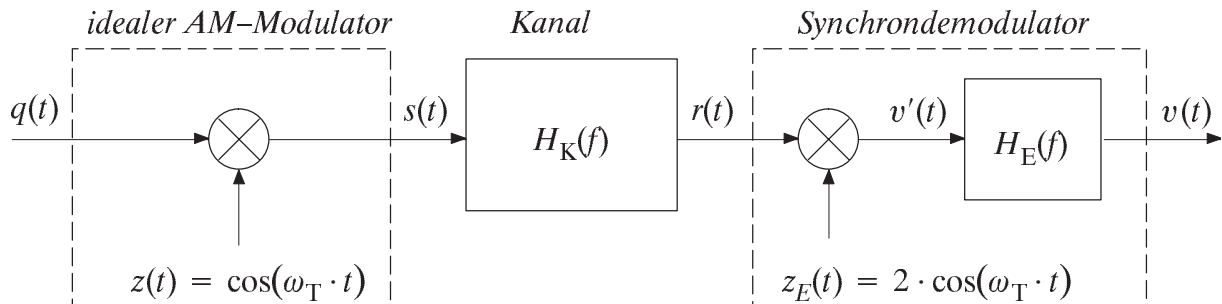 idealer AM–Modulator Kanal Synchrondemodulator
q(t) s(t) r(t) v'(t) v(t)
H_K(f) H_E(f)
z(t) = cos(ω_T · t) z_E(t) = 2 · cos(ω_T · t)